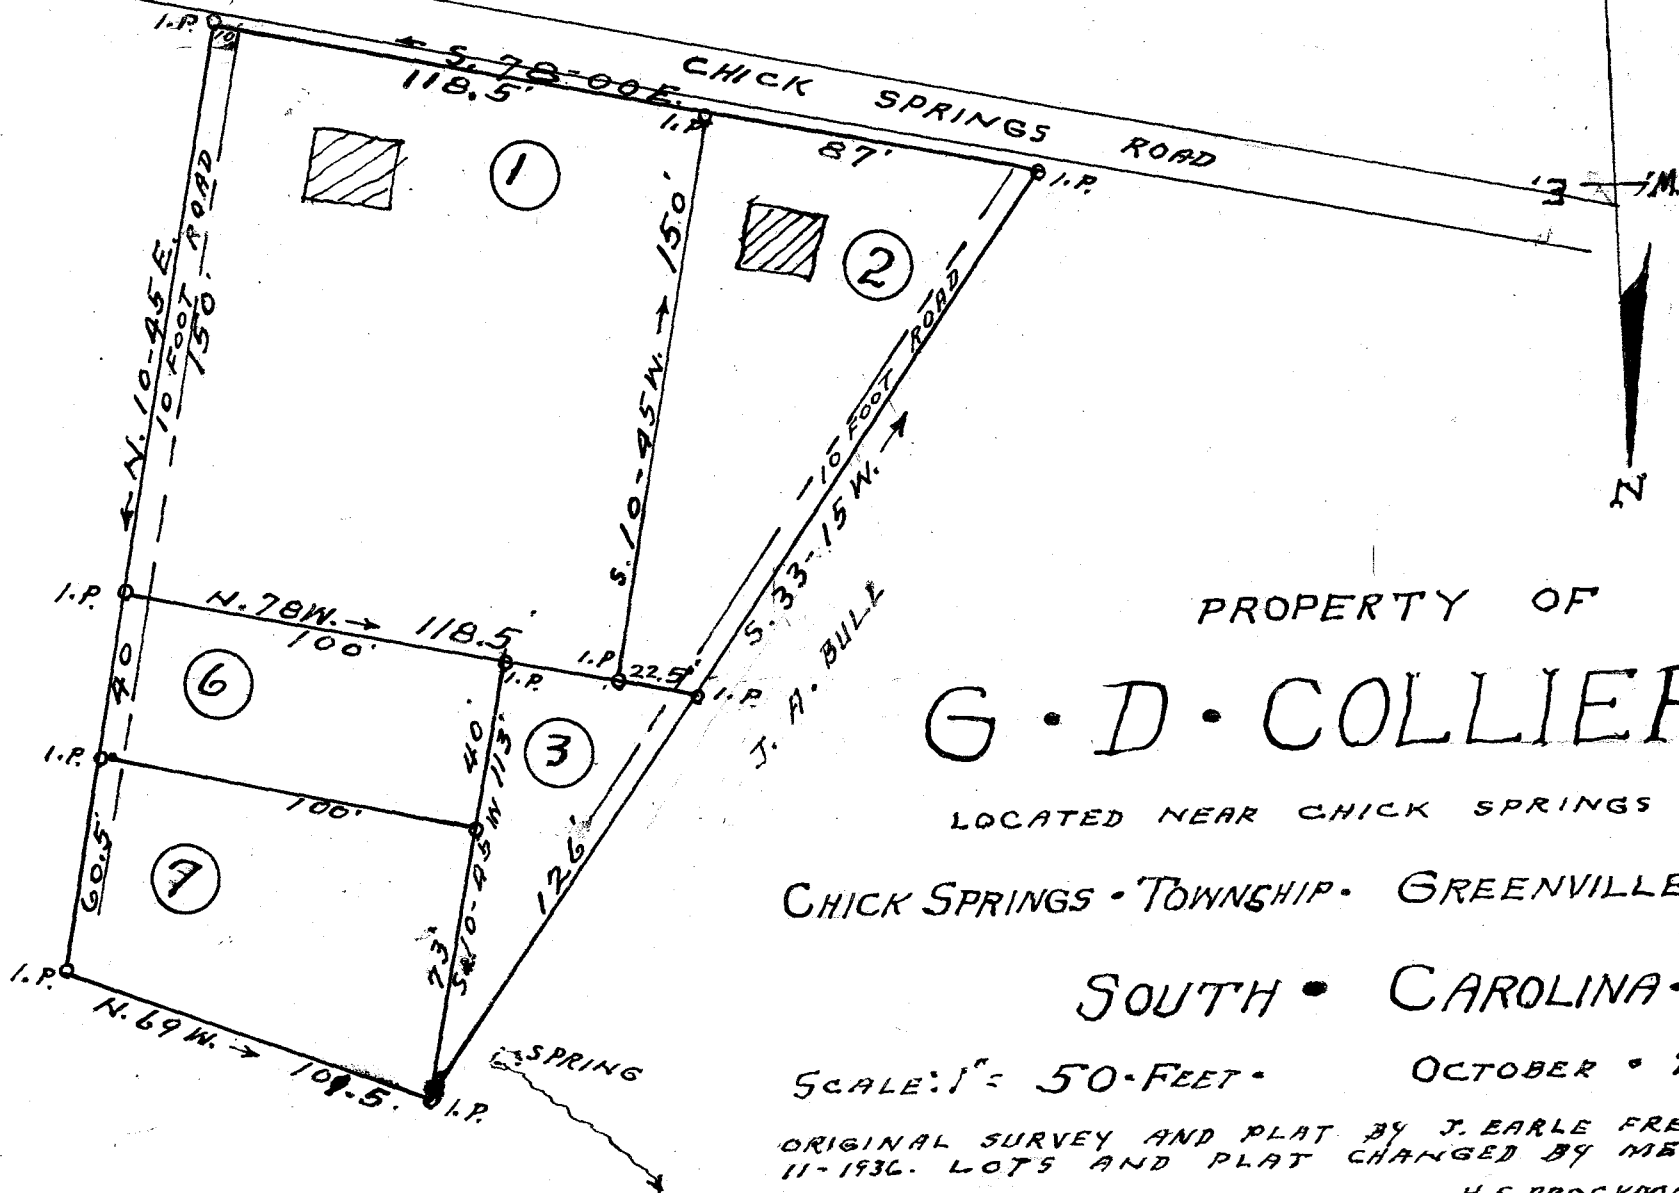 I.P.
10'
← S. 78-00 E.
118.5'
CHICK SPRINGS ROAD
I.P.
87'
I.P.
'E
'W.
N
1
2
← N. 10-45 E.
10 FOOT ROAD
150'
S. 10-45 W. → 150'
10 FOOT ROAD
S. 33-15 W. →
J. A. BULL
I.P.
N. 78 W. → 118.5'
100'
I.P.
I.P.
22.5'
I.P.
40
6
40'
3
I.P.
100'
S. 10-45 W 113'
126'
60.5'
7
73'
I.P.
N. 69 W. →
I.P.
SPRING
PROPERTY OF
G. D. COLLIER
LOCATED NEAR CHICK SPRINGS
CHICK SPRINGS • TOWNSHIP • GREENVILLE
SOUTH • CAROLINA •
SCALE: 1" = 50-FEET •
OCTOBER •
ORIGINAL SURVEY AND PLAT BY J. EARLE FRE
11-1936. LOTS AND PLAT CHANGED BY ME